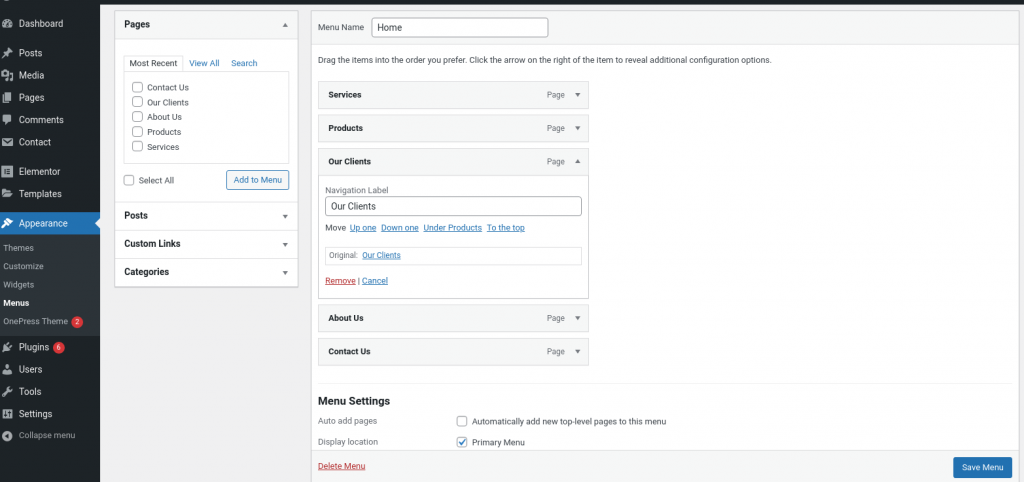 Dashboard
Posts
Media
Pages
Comments
Contact
Elementor
Templates
Appearance
Themes
Customize
Widgets
Menus
OnePress Theme 2
Plugins 6
Users
Tools
Settings
Collapse menu
Pages
Most Recent View All Search
Contact Us
Our Clients
About Us
Products
Services
Select All Add to Menu
Posts
Custom Links
Categories
Menu Name Home
Drag the items into the order you prefer. Click the arrow on the right of the item to reveal additional configuration options.
Services Page
Products Page
Our Clients Page
Navigation Label
Our Clients
Move Up one Down one Under Products To the top
Original: Our Clients
Remove | Cancel
About Us Page
Contact Us Page
Menu Settings
Auto add pages Automatically add new top-level pages to this menu
Display location Primary Menu
Delete Menu Save Menu